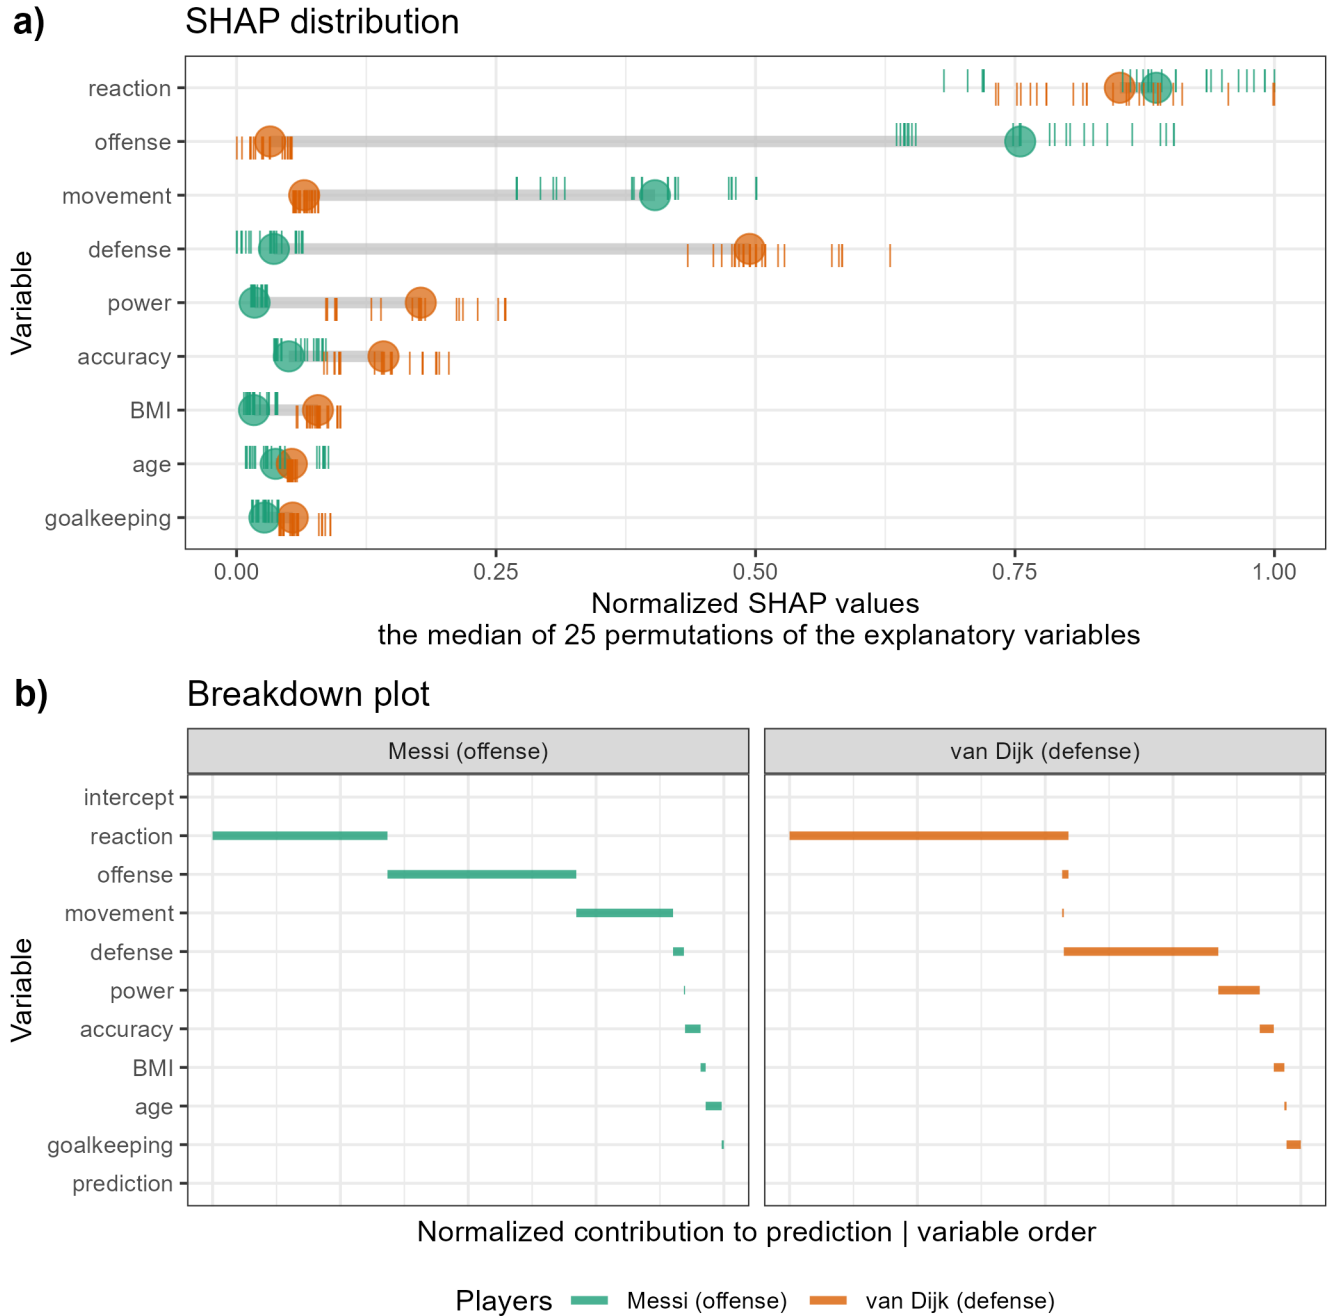 a)
SHAP distribution
Variable
reaction
offense
movement
defense
power
accuracy
BMI
age
goalkeeping
0.00 0.25 0.50 0.75 1.00
Normalized SHAP values
the median of 25 permutations of the explanatory variables
b)
Breakdown plot
Messi (offense) van Dijk (defense)
Variable
intercept
reaction
offense
movement
defense
power
accuracy
BMI
age
goalkeeping
prediction
Normalized contribution to prediction | variable order
Players Messi (offense) van Dijk (defense)